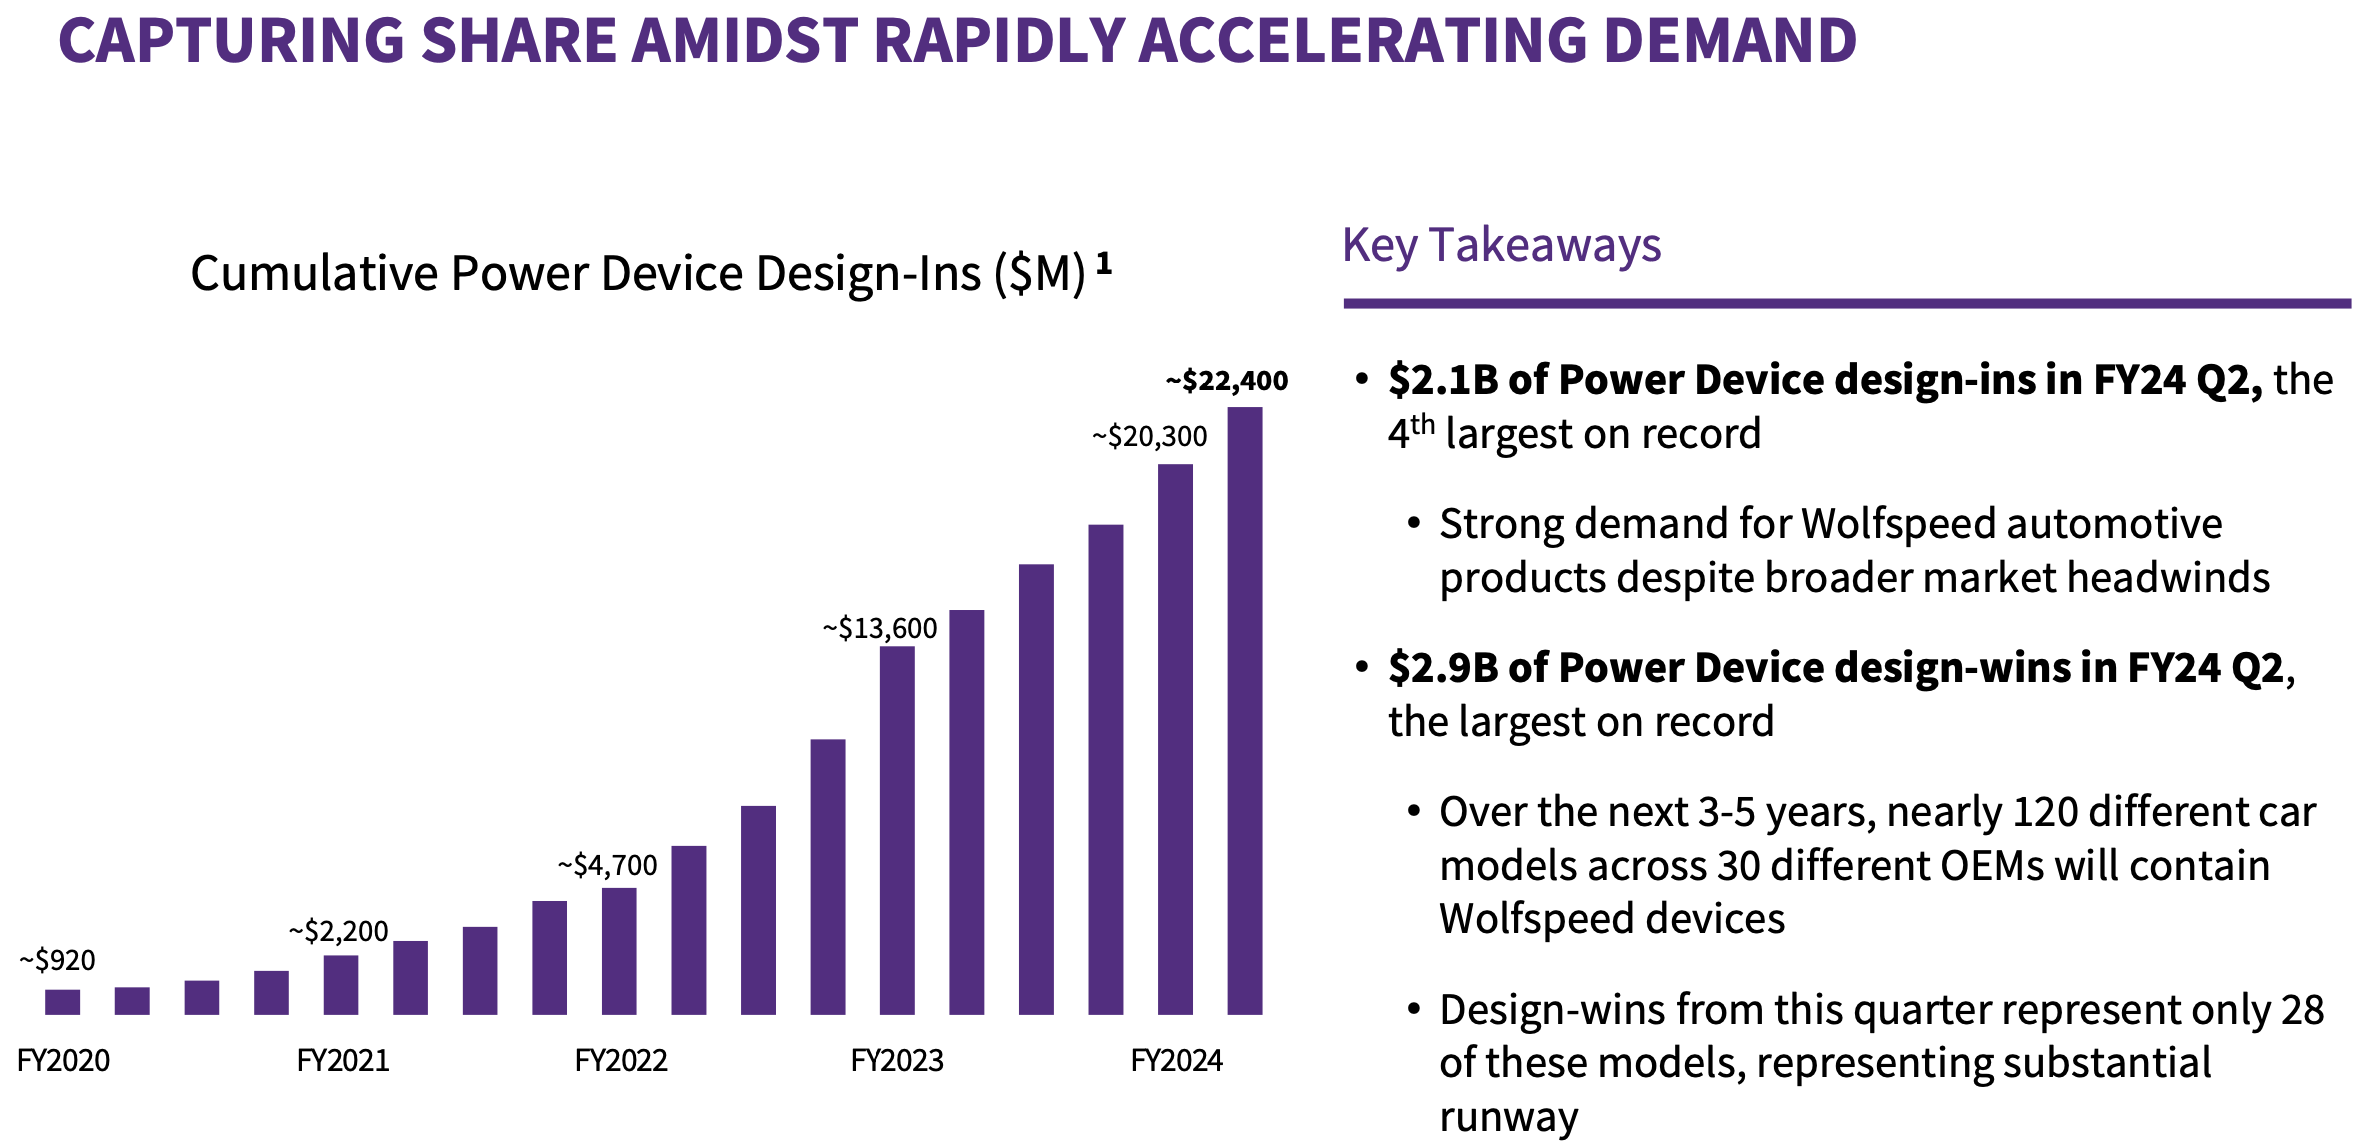 CAPTURING SHARE AMIDST RAPIDLY ACCELERATING DEMAND
Cumulative Power Device Design-Ins ($M) 1
~$920
~$2,200
~$4,700
~$13,600
~$20,300
~$22,400
FY2020
FY2021
FY2022
FY2023
FY2024
Key Takeaways
• $2.1B of Power Device design-ins in FY24 Q2, the
4th largest on record
• Strong demand for Wolfspeed automotive
products despite broader market headwinds
• $2.9B of Power Device design-wins in FY24 Q2,
the largest on record
• Over the next 3-5 years, nearly 120 different car
models across 30 different OEMs will contain
Wolfspeed devices
• Design-wins from this quarter represent only 28
of these models, representing substantial
runway